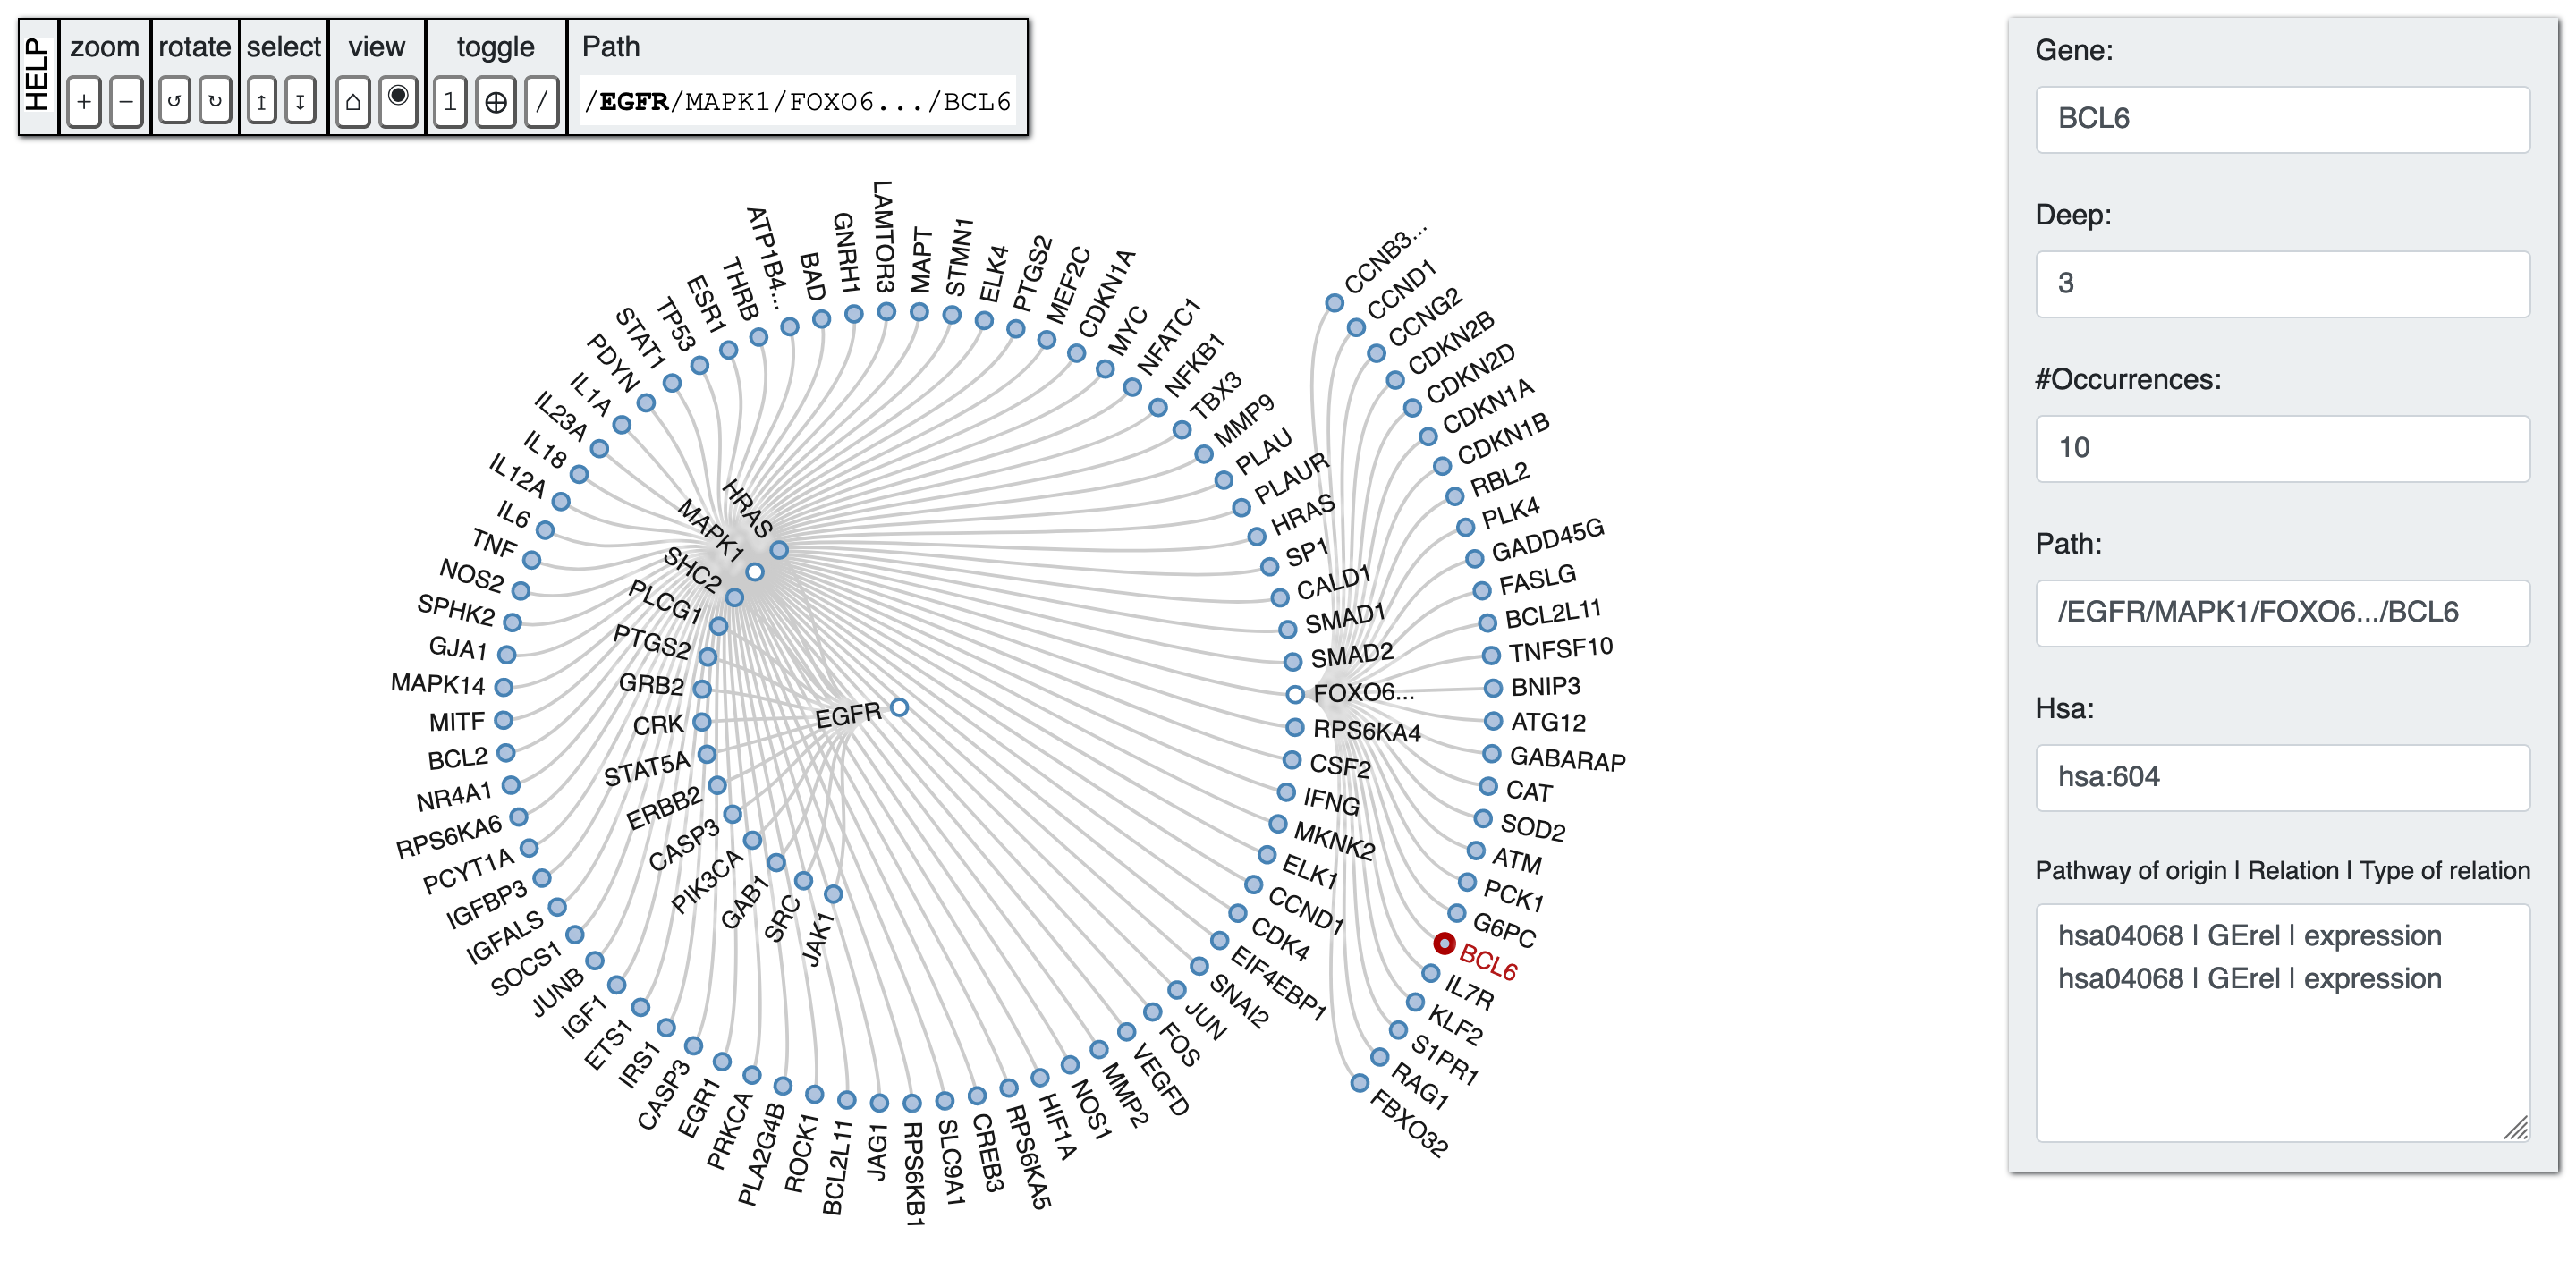 HELP
zoom
rotate
select
view
toggle
Path
+
−
↺
↻
↥
↧
⌂
◉
1
⊕
/
/EGFR/MAPK1/FOXO6.../BCL6
EGFR
HRAS
MAPK1
SHC2
PLCG1
PTGS2
GRB2
CRK
STAT5A
ERBB2
CASP3
PIK3CA
GAB1
SRC
JAK1
LAMTOR3
MAPT
STMN1
ELK4
PTGS2
MEF2C
CDKN1A
MYC
NFATC1
NFKB1
TBX3
MMP9
PLAU
PLAUR
HRAS
SP1
CALD1
SMAD1
SMAD2
FOXO6...
RPS6KA4
CSF2
IFNG
MKNK2
ELK1
CCND1
CDK4
EIF4EBP1
SNAI2
JUN
FOS
VEGFD
MMP2
NOS1
HIF1A
RPS6KA5
CREB3
SLC9A1
RPS6KB1
JAG1
BCL2L11
ROCK1
PLA2G4B
PRKCA
EGR1
CASP3
IRS1
ETS1
IGF1
JUNB
SOCS1
IGFALS
IGFBP3
PCYT1A
RPS6KA6
NR4A1
BCL2
MITF
MAPK14
GJA1
SPHK2
NOS2
TNF
IL6
IL12A
IL18
IL23A
IL1A
PDYN
STAT1
TP53
ESR1
THRB
ATP1B4...
BAD
GNRH1
CCNB3...
CCND1
CCNG2
CDKN2B
CDKN2D
CDKN1A
CDKN1B
RBL2
PLK4
GADD45G
FASLG
BCL2L11
TNFSF10
BNIP3
ATG12
GABARAP
CAT
SOD2
ATM
PCK1
G6PC
BCL6
IL7R
KLF2
S1PR1
RAG1
FBXO32
Gene:
BCL6
Deep:
3
#Occurrences:
10
Path:
/EGFR/MAPK1/FOXO6.../BCL6
Hsa:
hsa:604
Pathway of origin | Relation | Type of relation
hsa04068 | GErel | expression
hsa04068 | GErel | expression